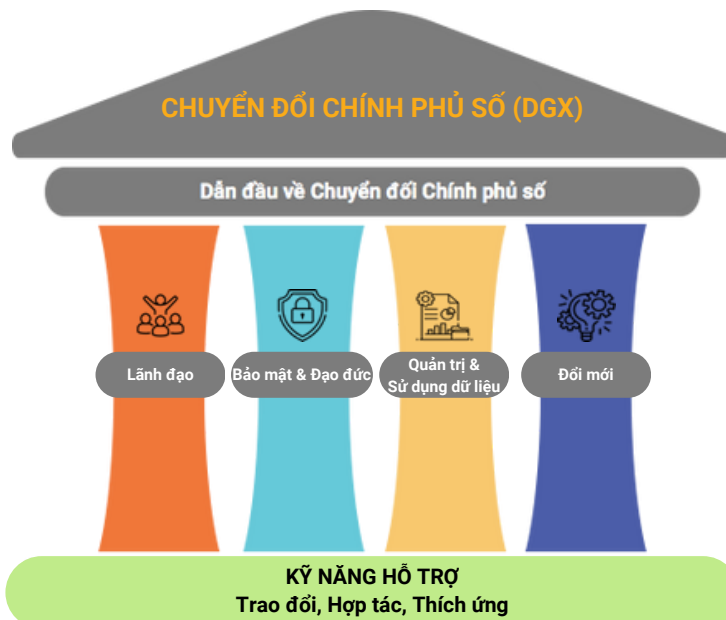 CHUYỂN ĐỔI CHÍNH PHỦ SỐ (DGX)
Dẫn đầu về Chuyển đối Chính phủ số
Lãnh đạo
Bảo mật & Đạo đức
Quản trị &
Sử dụng dữ liệu
Đổi mới
KỸ NĂNG HỖ TRỢ
Trao đổi, Hợp tác, Thích ứng